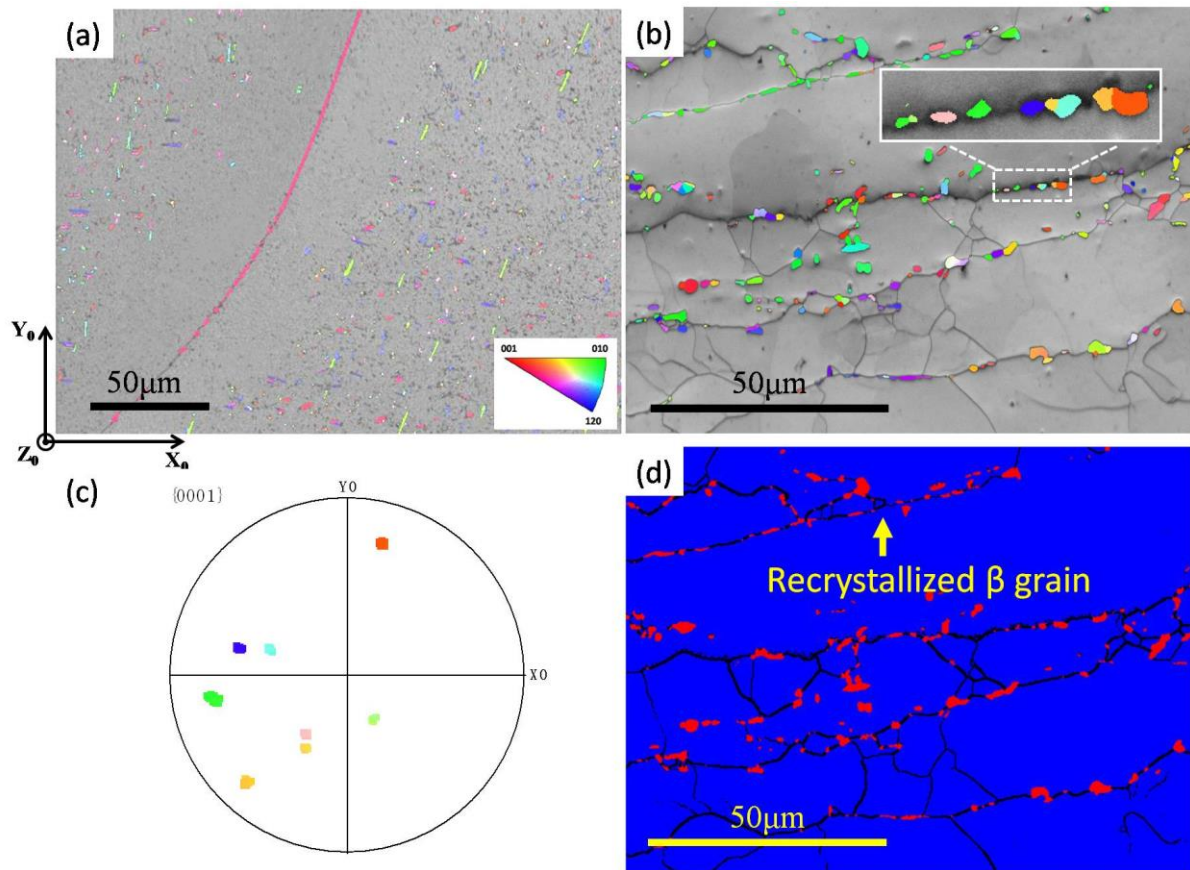 (a)
001
010
120
50μm
Y₀
Z₀
X₀
(b)
50μm
(c)
{0001}
Y0
X0
(d)
Recrystallized β grain
50μm